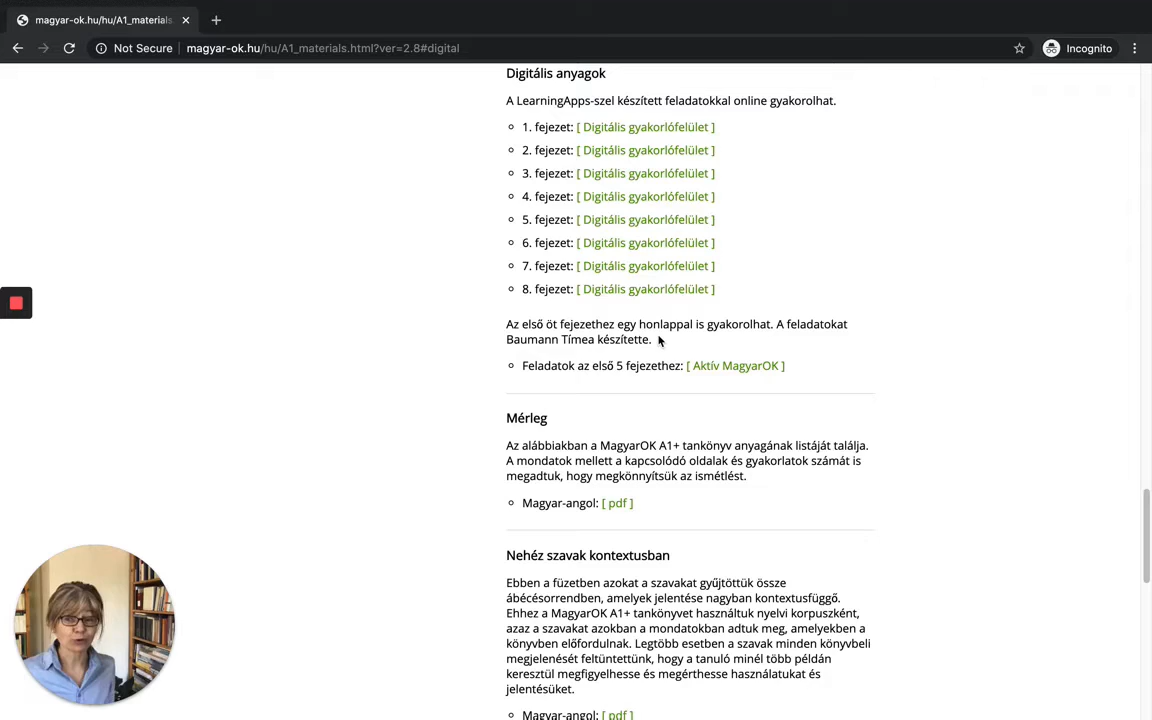 magyar-ok.hu/hu/A1_materials
Not Secure
magyar-ok.hu/hu/A1_materials.html?ver=2.8#digital
Incognito
Digitális anyagok
A LearningApps-szel készített feladatokkal online gyakorolhat.
1. fejezet: [ Digitális gyakorlófelület ]
2. fejezet: [ Digitális gyakorlófelület ]
3. fejezet: [ Digitális gyakorlófelület ]
4. fejezet: [ Digitális gyakorlófelület ]
5. fejezet: [ Digitális gyakorlófelület ]
6. fejezet: [ Digitális gyakorlófelület ]
7. fejezet: [ Digitális gyakorlófelület ]
8. fejezet: [ Digitális gyakorlófelület ]
Az első öt fejezethez egy honlappal is gyakorolhat. A feladatokat
Baumann Tímea készítette.
Feladatok az első 5 fejezethez: [ Aktív MagyarOK ]
Mérleg
Az alábbiakban a MagyarOK A1+ tankönyv anyagának listáját találja.
A mondatok mellett a kapcsolódó oldalak és gyakorlatok számát is
megadtuk, hogy megkönnyítsük az ismétlést.
Magyar-angol: [ pdf ]
Nehéz szavak kontextusban
Ebben a füzetben azokat a szavakat gyűjtöttük össze
ábécésorrendben, amelyek jelentése nagyban kontextusfüggő.
Ehhez a MagyarOK A1+ tankönyvet használtuk nyelvi korpuszként,
azaz a szavakat azokban a mondatokban adtuk meg, amelyekben a
könyvben előfordulnak. Legtöbb esetben a szavak minden könyvbeli
megjelenését feltüntettünk, hogy a tanuló minél több példán
keresztül megfigyelhesse és megérthesse használatukat és
jelentésüket.
Magyar-angol: [ pdf ]